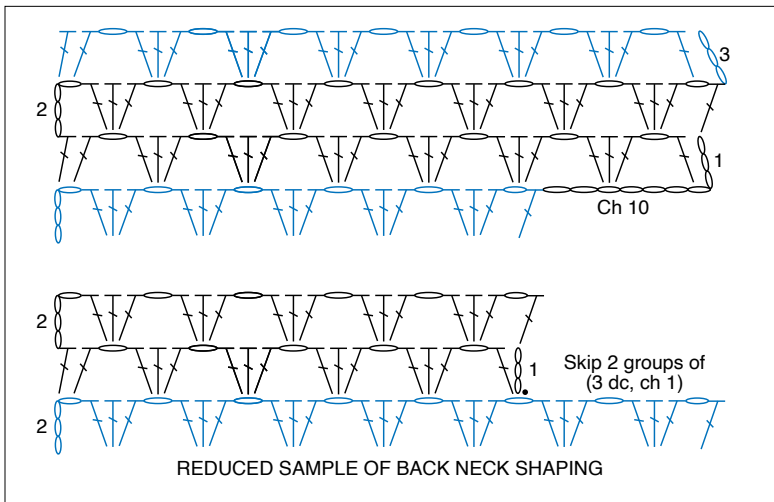 3
2
1
Ch 10
2
1
Skip 2 groups of
(3 dc, ch 1)
2
REDUCED SAMPLE OF BACK NECK SHAPING